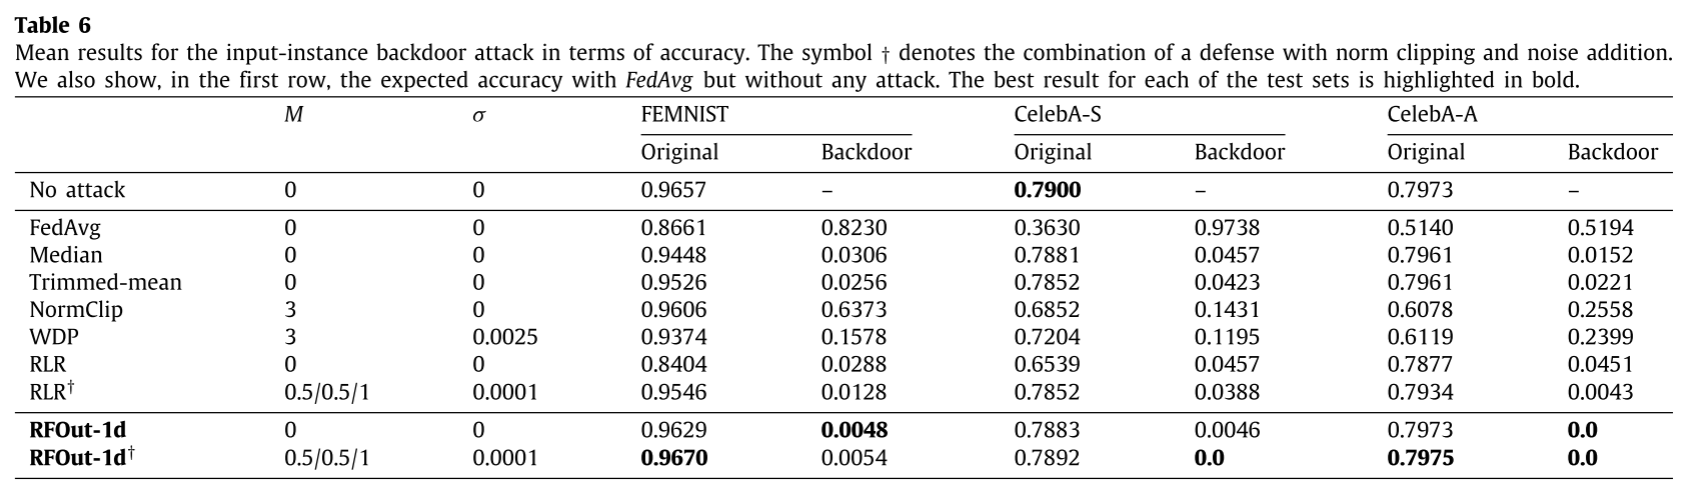 Table 6
Mean results for the input-instance backdoor attack in terms of accuracy. The symbol † denotes the combination of a defense with norm clipping and noise addition.
We also show, in the first row, the expected accuracy with FedAvg but without any attack. The best result for each of the test sets is highlighted in bold.
M σ FEMNIST CelebA-S CelebA-A
Original Backdoor Original Backdoor Original Backdoor
No attack 0 0 0.9657 – 0.7900 – 0.7973 –
FedAvg 0 0 0.8661 0.8230 0.3630 0.9738 0.5140 0.5194
Median 0 0 0.9448 0.0306 0.7881 0.0457 0.7961 0.0152
Trimmed-mean 0 0 0.9526 0.0256 0.7852 0.0423 0.7961 0.0221
NormClip 3 0 0.9606 0.6373 0.6852 0.1431 0.6078 0.2558
WDP 3 0.0025 0.9374 0.1578 0.7204 0.1195 0.6119 0.2399
RLR 0 0 0.8404 0.0288 0.6539 0.0457 0.7877 0.0451
RLR† 0.5/0.5/1 0.0001 0.9546 0.0128 0.7852 0.0388 0.7934 0.0043
RFOut-1d 0 0 0.9629 0.0048 0.7883 0.0046 0.7973 0.0
RFOut-1d† 0.5/0.5/1 0.0001 0.9670 0.0054 0.7892 0.0 0.7975 0.0